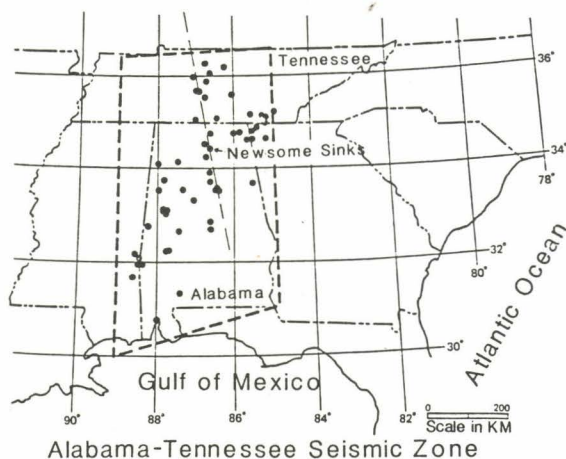 Tennessee
36°
Newsome Sinks
34°
78°
32°
80°
Alabama
Atlantic Ocean
30°
Gulf of Mexico
90° 88° 86° 84° 82°
0 200
Scale in KM
Alabama-Tennessee Seismic Zone